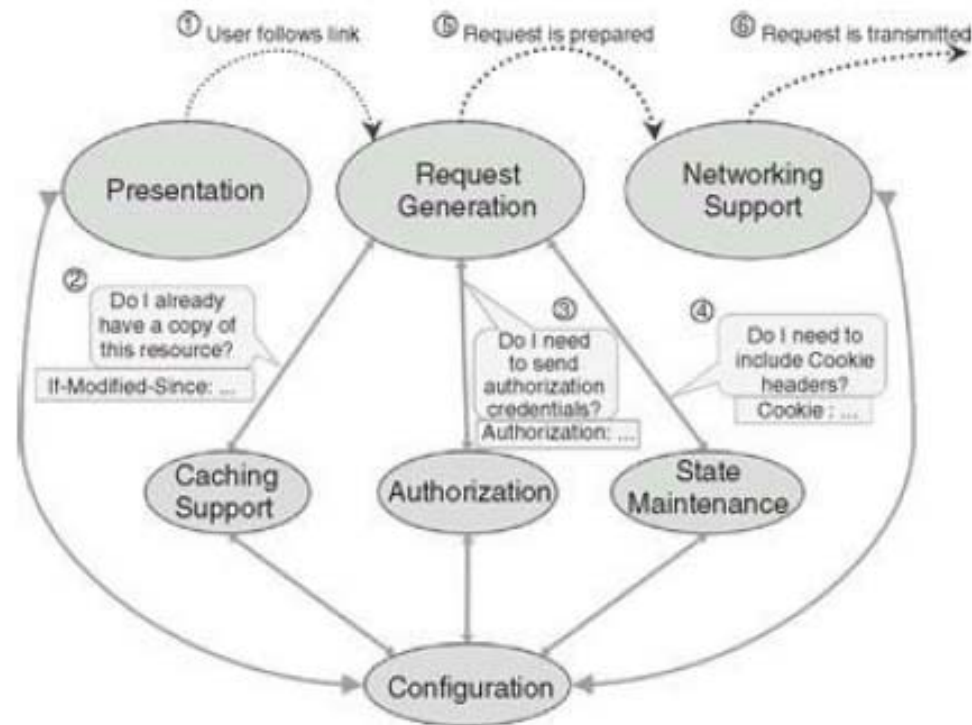 ① User follows link
⑤ Request is prepared
⑥ Request is transmitted
Presentation
Request
Generation
Networking
Support
②
Do I already
have a copy of
this resource?
If-Modified-Since: ...
③
Do I need
to send
authorization
credentials?
Authorization: ...
④
Do I need to
include Cookie
headers?
Cookie : ...
Caching
Support
Authorization
State
Maintenance
Configuration